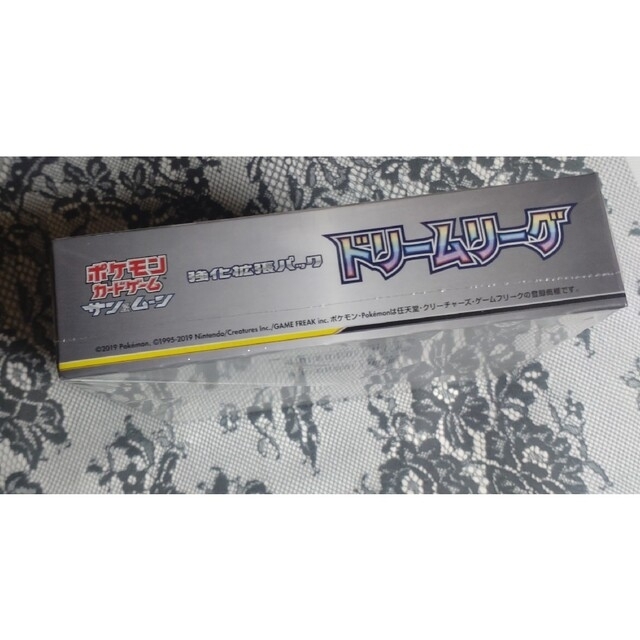 ポケモン
カードゲーム
サン&ムーン
強化拡張パック
ドリームリーグ
©2019 Pokémon. ©1995-2019 Nintendo/Creatures Inc./GAME FREAK inc. ポケモン・Pokémonは任天堂・クリーチャーズ・ゲームフリークの登録商標です。